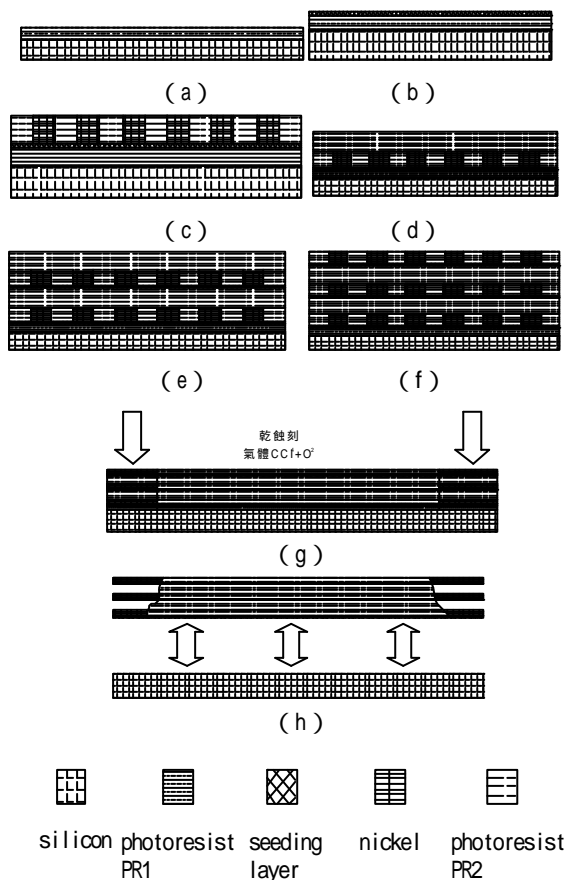 (a) (b)
(c) (d)
(e) (f)
乾蝕刻
氣體CCf+O²
(g)
(h)
silicon photoresist PR1 seeding layer nickel photoresist PR2